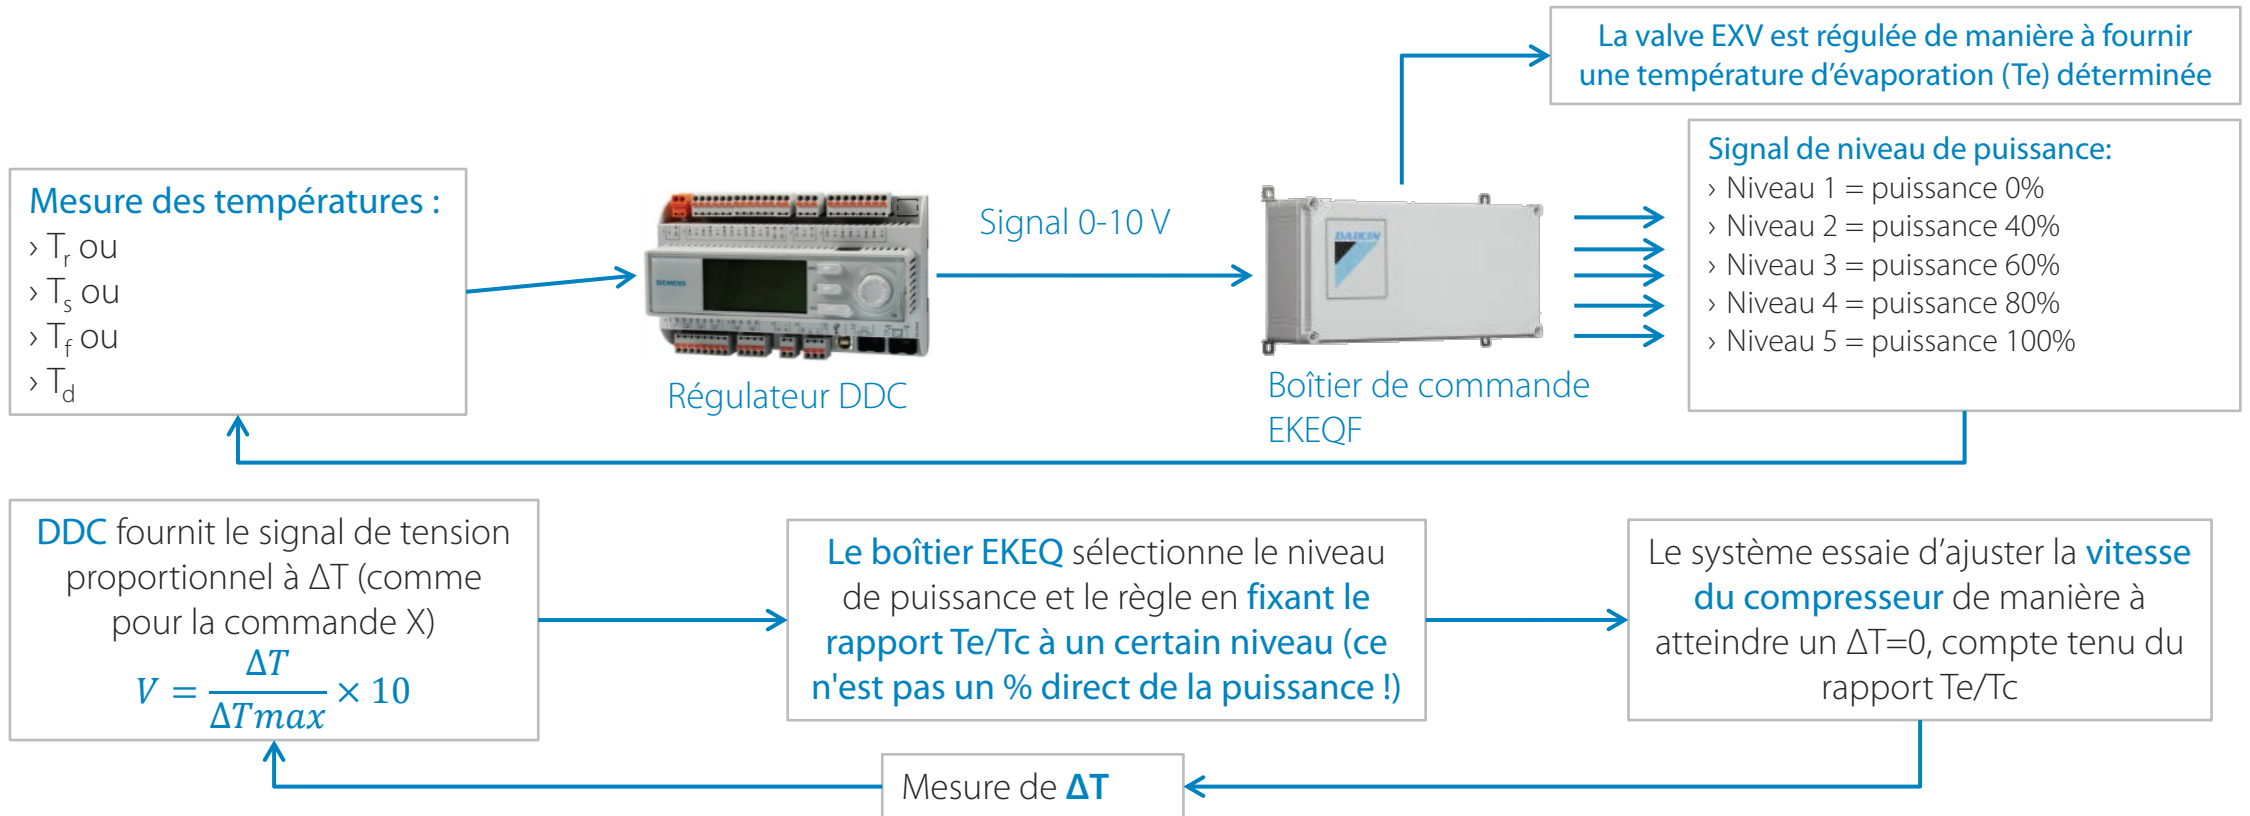 La valve EXV est régulée de manière à fournir
une température d’évaporation (Te) déterminée
Mesure des températures :
› Tr ou
› Ts ou
› Tf ou
› Td
SIEMENS
Régulateur DDC
Signal 0-10 V
DAIKIN
Boîtier de commande
EKEQF
Signal de niveau de puissance:
› Niveau 1 = puissance 0%
› Niveau 2 = puissance 40%
› Niveau 3 = puissance 60%
› Niveau 4 = puissance 80%
› Niveau 5 = puissance 100%
DDC fournit le signal de tension
proportionnel à ΔT (comme
pour la commande X)
V = ΔT / ΔTmax × 10
Le boîtier EKEQ sélectionne le niveau
de puissance et le règle en fixant le
rapport Te/Tc à un certain niveau (ce
n'est pas un % direct de la puissance !)
Le système essaie d’ajuster la vitesse
du compresseur de manière à
atteindre un ΔT=0, compte tenu du
rapport Te/Tc
Mesure de ΔT